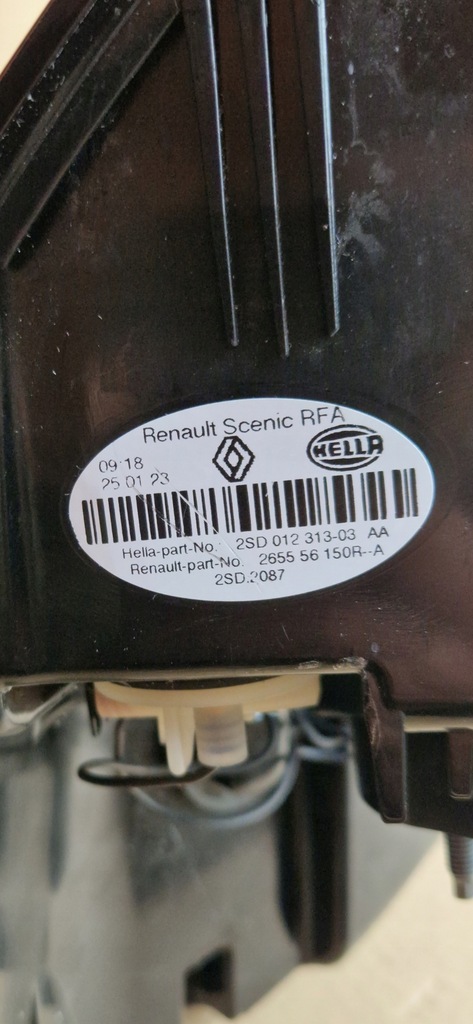 Renault Scenic RFA
09:18
25 01 23
HELLA
Hella-part-No.: 2SD 012 313-03 AA
Renault-part-No. 2655 56 150R--A
2SD.2087